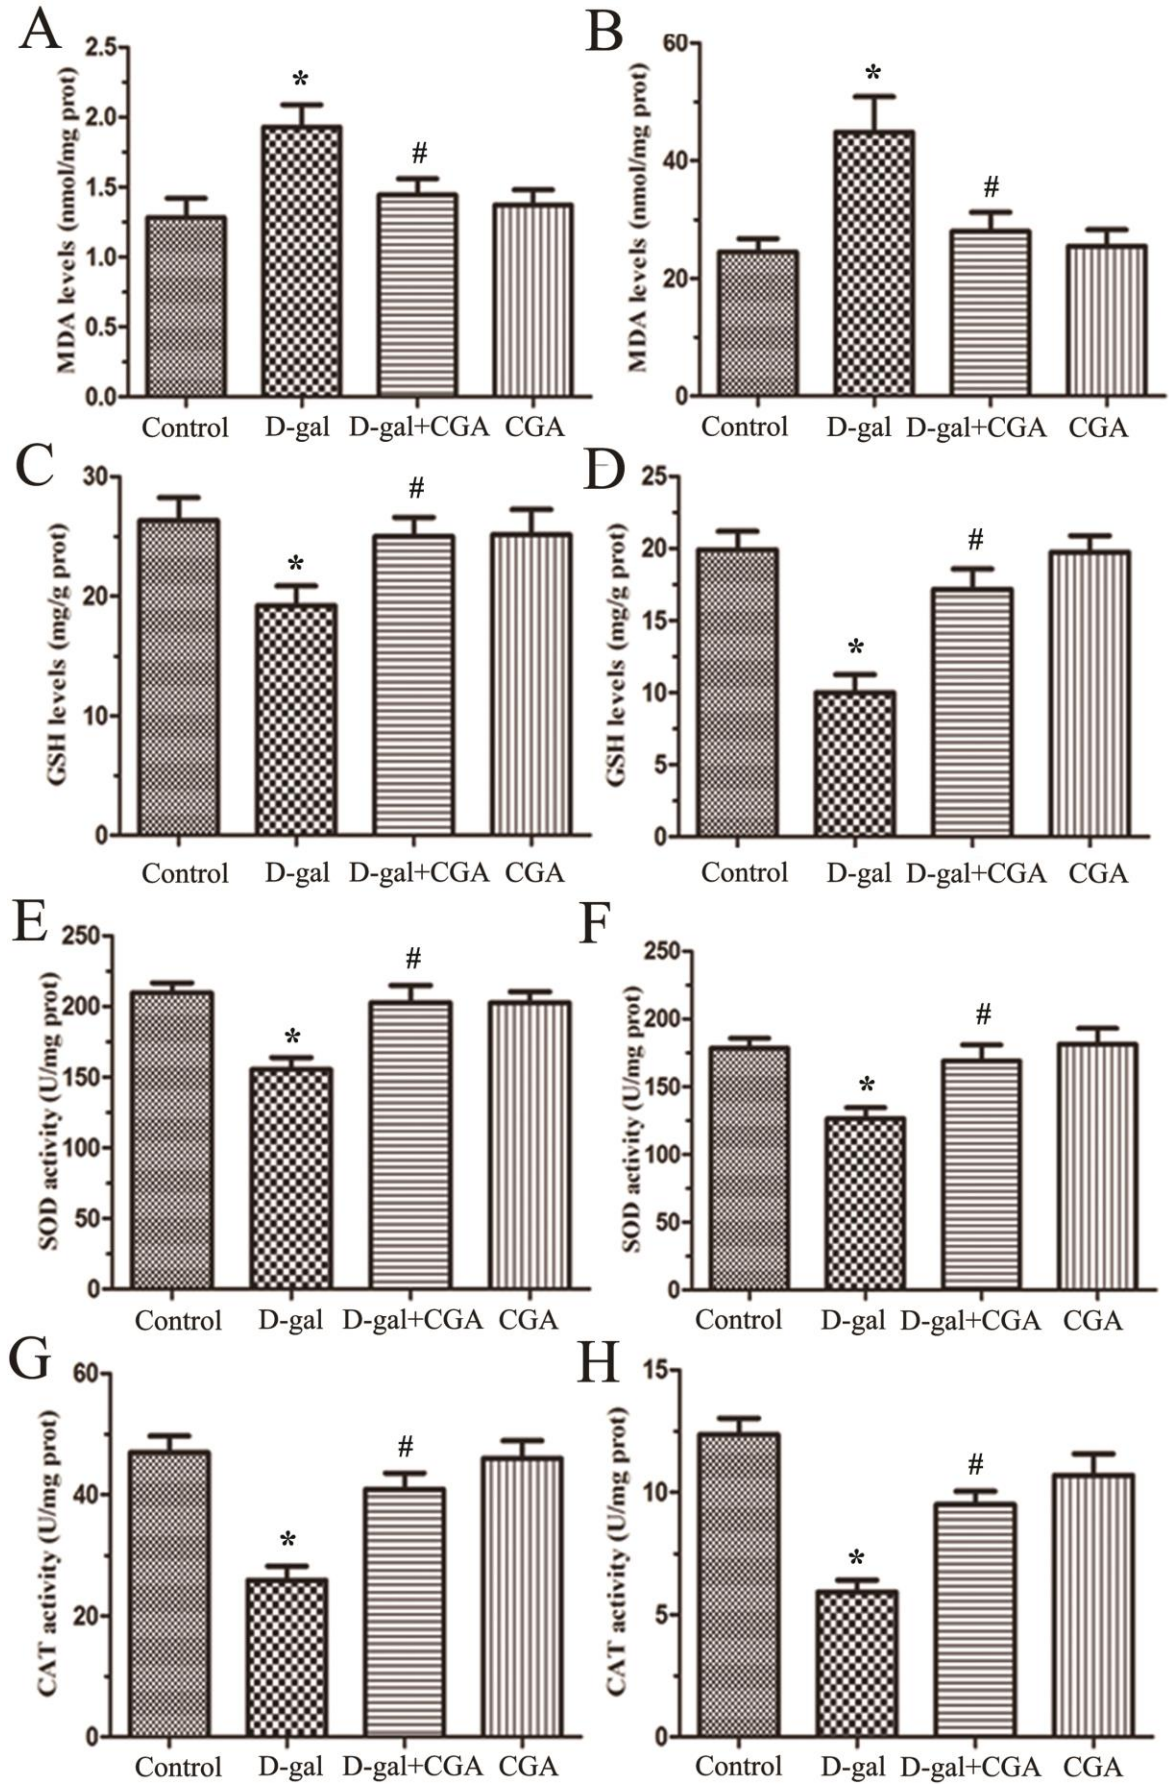 A
MDA levels (nmol/mg prot)
2.5
2.0
1.5
1.0
0.5
0.0
*
#
Control D-gal D-gal+CGA CGA
B
MDA levels (nmol/mg prot)
60
40
20
0
*
#
Control D-gal D-gal+CGA CGA
C
GSH levels (mg/g prot)
30
20
10
0
*
#
Control D-gal D-gal+CGA CGA
D
GSH levels (mg/g prot)
25
20
15
10
5
0
*
#
Control D-gal D-gal+CGA CGA
E
SOD activity (U/mg prot)
250
200
150
100
50
0
*
#
Control D-gal D-gal+CGA CGA
F
SOD activity (U/mg prot)
250
200
150
100
50
0
*
#
Control D-gal D-gal+CGA CGA
G
CAT activity (U/mg prot)
60
40
20
0
*
#
Control D-gal D-gal+CGA CGA
H
CAT activity (U/mg prot)
15
10
5
0
*
#
Control D-gal D-gal+CGA CGA